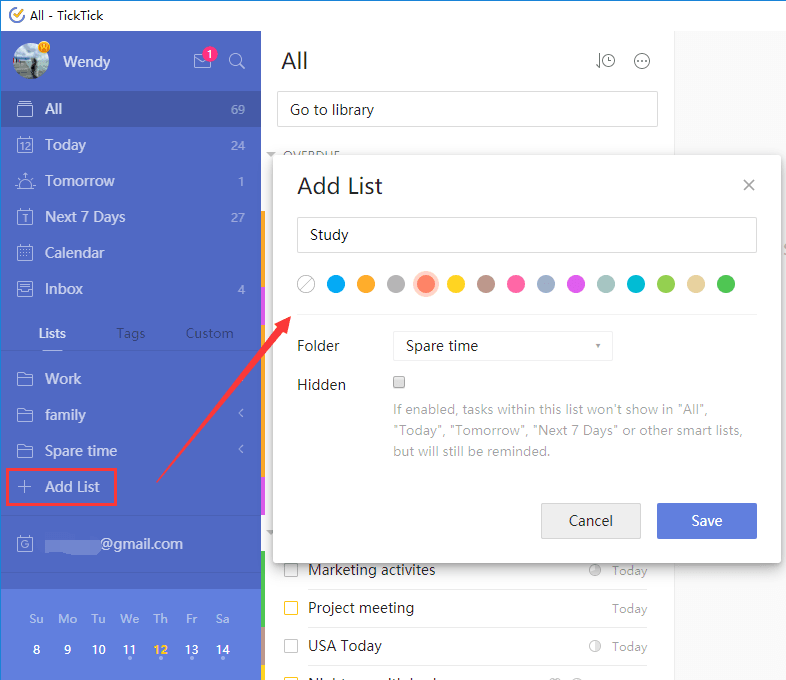 All - TickTick
Wendy
1
All 69
12 Today 24
Tomorrow 1
T Next 7 Days 27
Calendar
Inbox 4
Lists Tags Custom
Work
family
Spare time
Add List
G @gmail.com
Su Mo Tu We Th Fr Sa
8 9 10 11 12 13 14
All
Go to library
OVERDUE
Add List
Study
Folder Spare time
Hidden
If enabled, tasks within this list won't show in "All",
"Today", "Tomorrow", "Next 7 Days" or other smart lists,
but will still be reminded.
Cancel Save
Marketing activites Today
Project meeting Today
USA Today Today